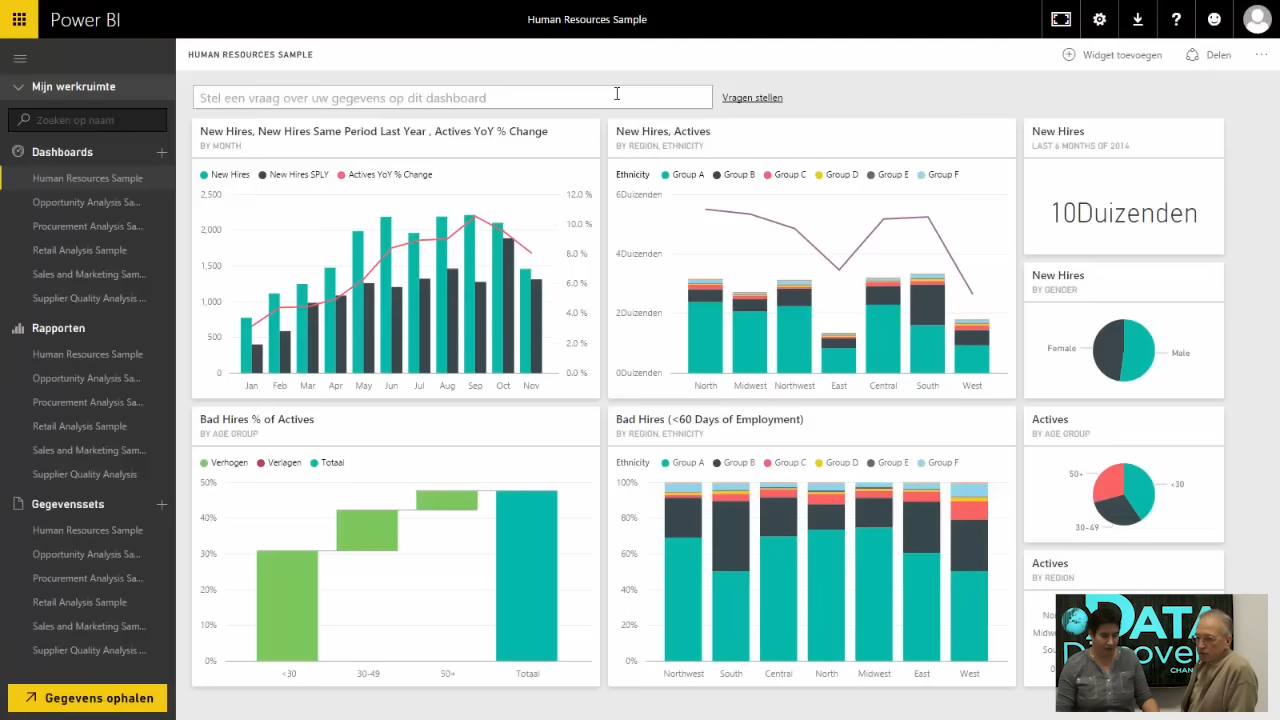 Power BI
Human Resources Sample
Mijn werkruimte
Zoeken op naam
Dashboards
Human Resources Sample
Opportunity Analysis Sa...
Procurement Analysis Sa...
Retail Analysis Sample
Sales and Marketing Sam...
Supplier Quality Analysis ...
Rapporten
Human Resources Sample
Opportunity Analysis Sa...
Procurement Analysis Sa...
Retail Analysis Sample
Sales and Marketing Sam...
Supplier Quality Analysis
Gegevenssets
Human Resources Sample
Opportunity Analysis Sa...
Procurement Analysis Sa...
Retail Analysis Sample
Sales and Marketing Sam...
Supplier Quality Analysis ...
Gegevens ophalen
HUMAN RESOURCES SAMPLE
Widget toevoegen
Delen
Stel een vraag over uw gegevens op dit dashboard
Vragen stellen
New Hires, New Hires Same Period Last Year , Actives YoY % Change
BY MONTH
New Hires New Hires SPLY Actives YoY % Change
2,500 12.0 %
10.0 %
2,000
8.0 %
1,500
6.0 %
1,000
4.0 %
500
2.0 %
0 0.0 %
Jan Feb Mar Apr May Jun Jul Aug Sep Oct Nov
New Hires, Actives
BY REGION, ETHNICITY
Ethnicity Group A Group B Group C Group D Group E Group F
6Duizenden
4Duizenden
2Duizenden
0Duizenden
North Midwest Northwest East Central South West
New Hires
LAST 6 MONTHS OF 2014
10Duizenden
New Hires
BY GENDER
Female Male
Bad Hires % of Actives
BY AGE GROUP
Verhogen Verlagen Totaal
50%
40%
30%
20%
10%
0%
<30 30-49 50+ Totaal
Bad Hires (<60 Days of Employment)
BY REGION, ETHNICITY
Ethnicity Group A Group B Group C Group D Group E Group F
100%
80%
60%
40%
20%
0%
Northwest South Central North Midwest East West
Actives
BY AGE GROUP
50+
<30
30-49
Actives
BY REGION
DATA